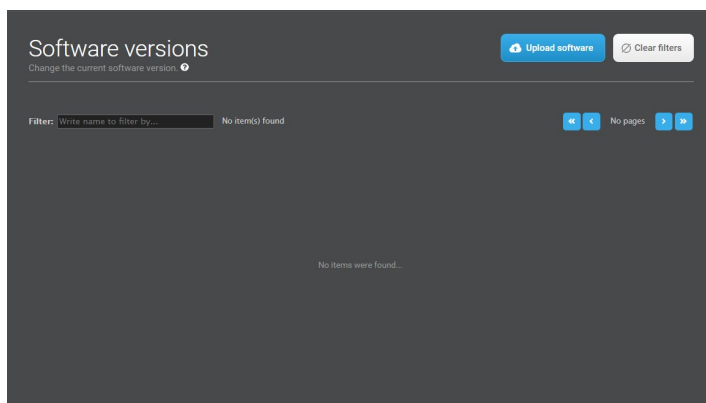 Software versions
Change the current software version. ?
Upload software
Clear filters
Filter: Write name to filter by... No item(s) found
« ‹ No pages › »
No items were found...